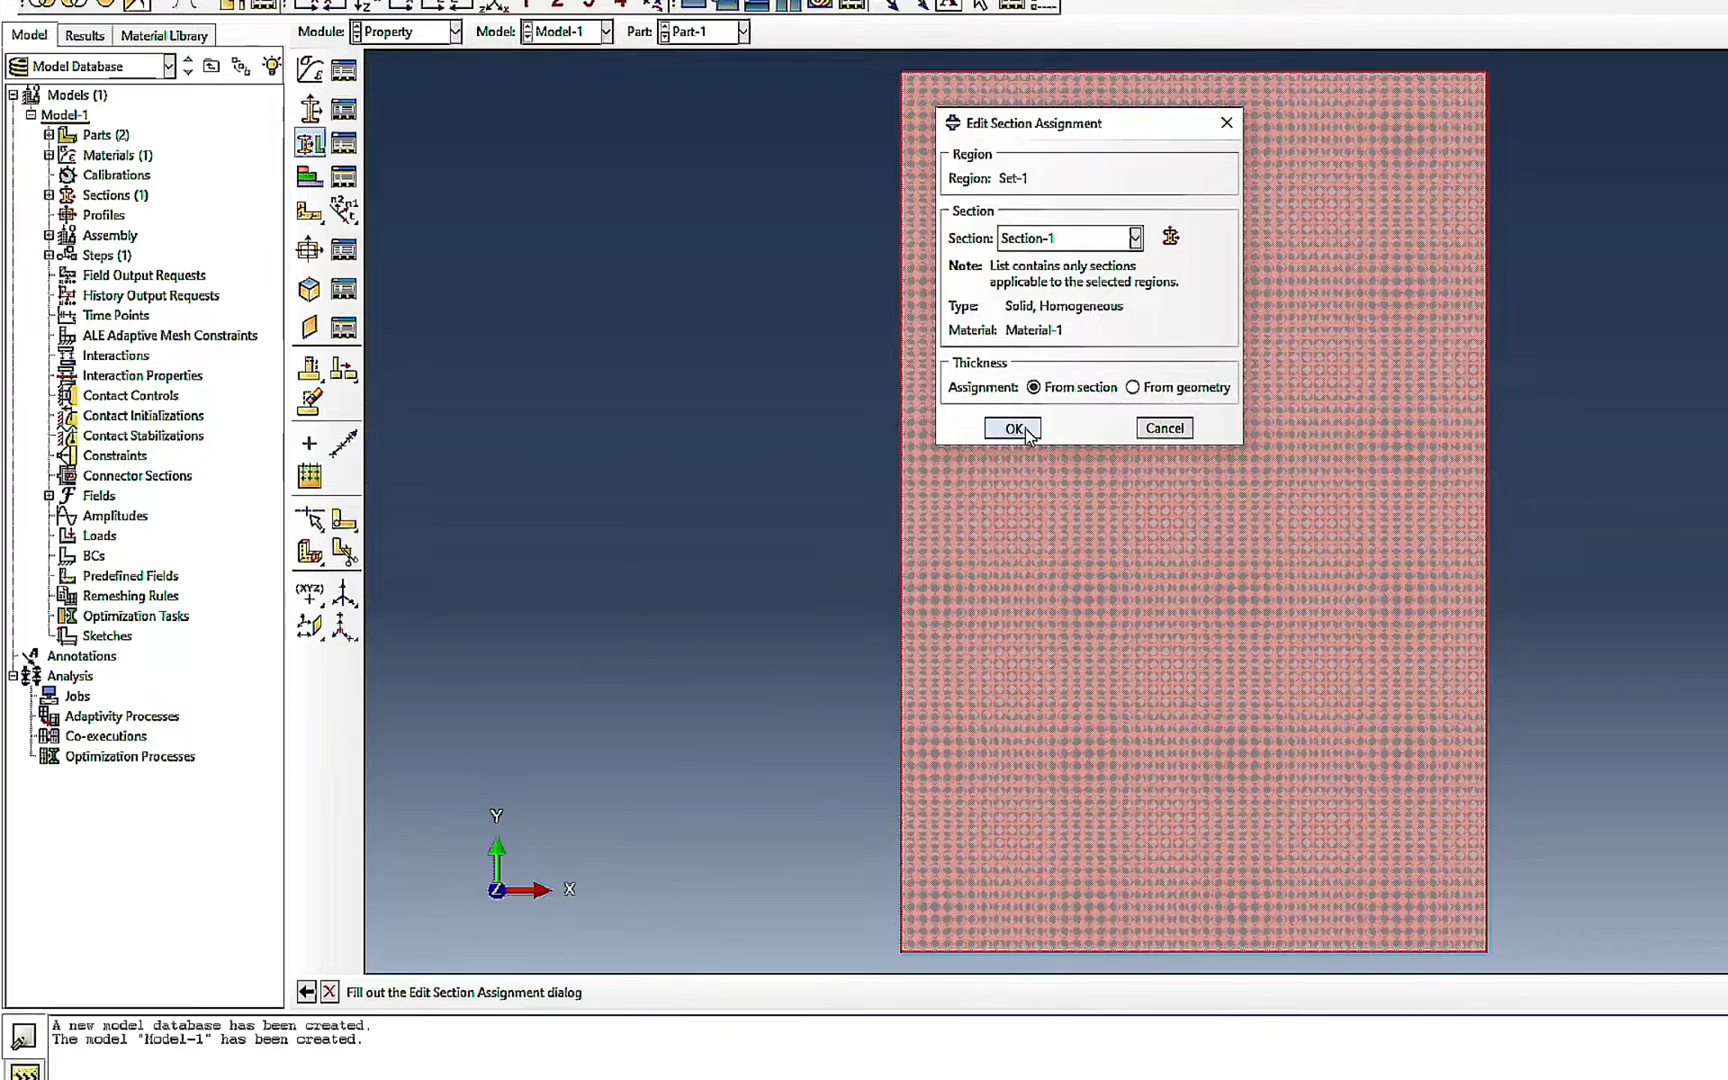 Model
Results
Material Library
Module:
Property
Model:
Model-1
Part:
Part-1
Model Database
Models (1)
Model-1
Parts (2)
Materials (1)
Calibrations
Sections (1)
Profiles
Assembly
Steps (1)
Field Output Requests
History Output Requests
Time Points
ALE Adaptive Mesh Constraints
Interactions
Interaction Properties
Contact Controls
Contact Initializations
Contact Stabilizations
Constraints
Connector Sections
Fields
Amplitudes
Loads
BCs
Predefined Fields
Remeshing Rules
Optimization Tasks
Sketches
Annotations
Analysis
Jobs
Adaptivity Processes
Co-executions
Optimization Processes
(XYZ)
Edit Section Assignment
Region
Region: Set-1
Section
Section: Section-1
Note: List contains only sections
applicable to the selected regions.
Type: Solid, Homogeneous
Material: Material-1
Thickness
Assignment: From section From geometry
OK Cancel
Y
Z X
Fill out the Edit Section Assignment dialog
A new model database has been created.
The model "Model-1" has been created.